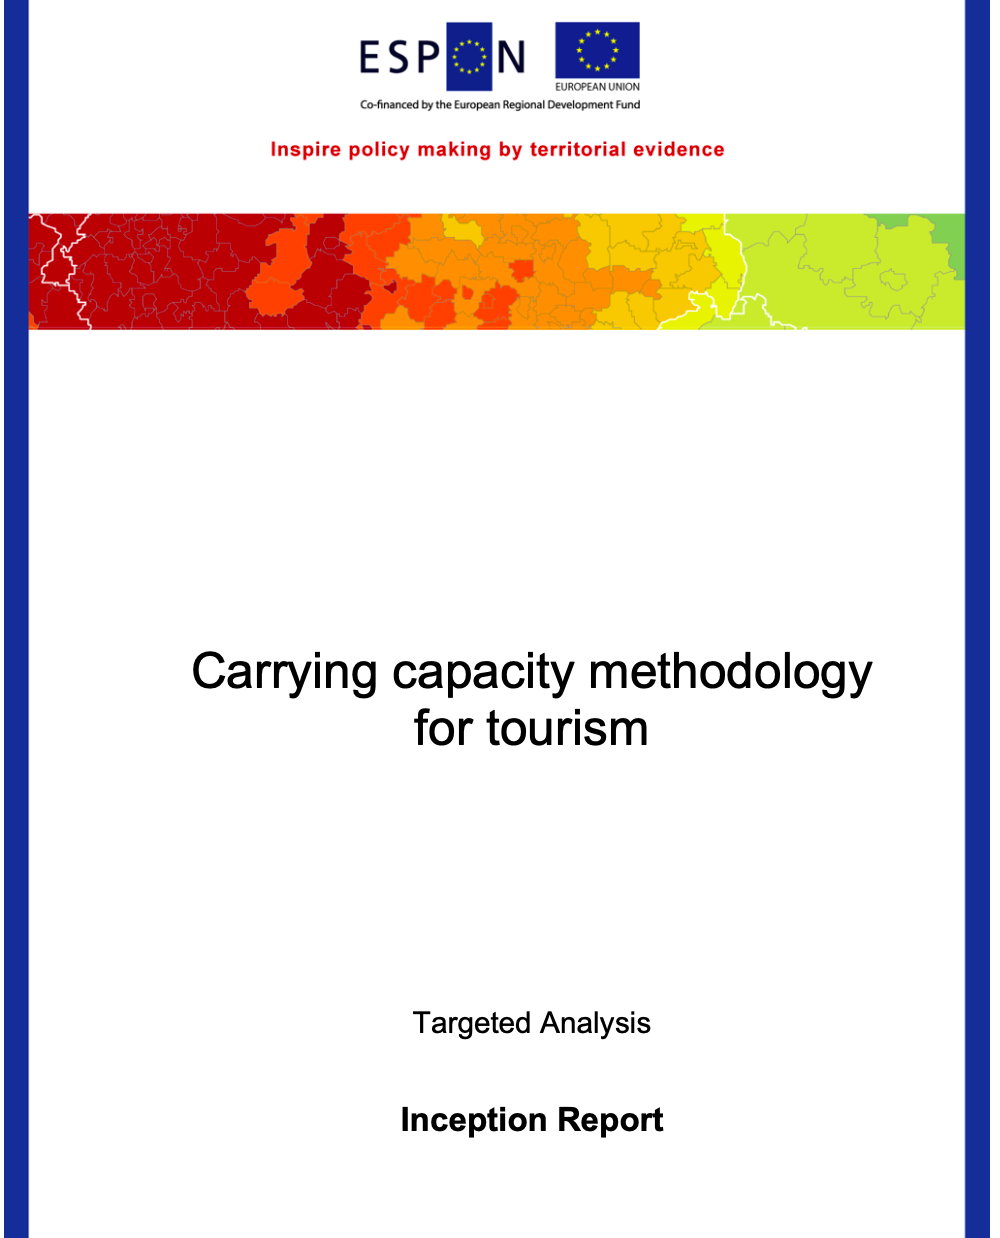 ESPON
EUROPEAN UNION
Co-financed by the European Regional Development Fund
Inspire policy making by territorial evidence
Carrying capacity methodology
for tourism
Targeted Analysis
Inception Report